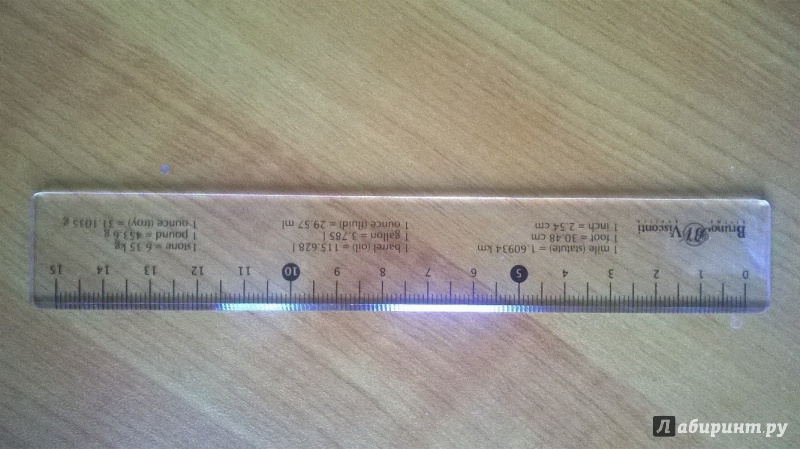 0 1 2 3 4 5 6 7 8 9 10 11 12 13 14 15
Bruno BV Visconti
1 mile (statute) = 1.60934 km
1 foot = 30.48 cm
1 inch = 2.54 cm
1 barrel (oil) =115.628 l
1 gallon = 3.785 l
1 ounce (fluid) = 29.57 ml
1stone = 6.35 kg
1 pound = 453.6 g
1 ounce (troy) = 31.1035 g
Лабиринт.ру